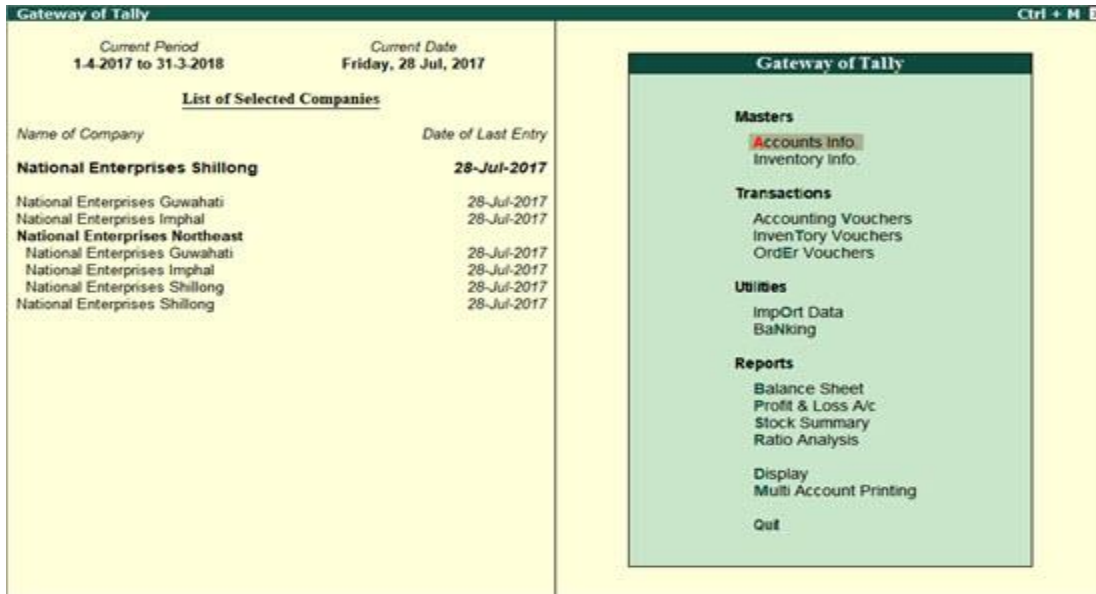 Gateway of Tally
Ctrl + M
Current Period
Current Date
1-4-2017 to 31-3-2018
Friday, 28 Jul, 2017
List of Selected Companies
Name of Company
Date of Last Entry
National Enterprises Shillong
28-Jul-2017
National Enterprises Guwahati
28-Jul-2017
National Enterprises Imphal
28-Jul-2017
National Enterprises Northeast
National Enterprises Guwahati
28-Jul-2017
National Enterprises Imphal
28-Jul-2017
National Enterprises Shillong
28-Jul-2017
National Enterprises Shillong
28-Jul-2017
Gateway of Tally
Masters
Accounts Info.
Inventory Info.
Transactions
Accounting Vouchers
InvenTory Vouchers
OrdEr Vouchers
Utilities
ImpOrt Data
BaNking
Reports
Balance Sheet
Profit & Loss A/c
Stock Summary
Ratio Analysis
Display
Multi Account Printing
Quit